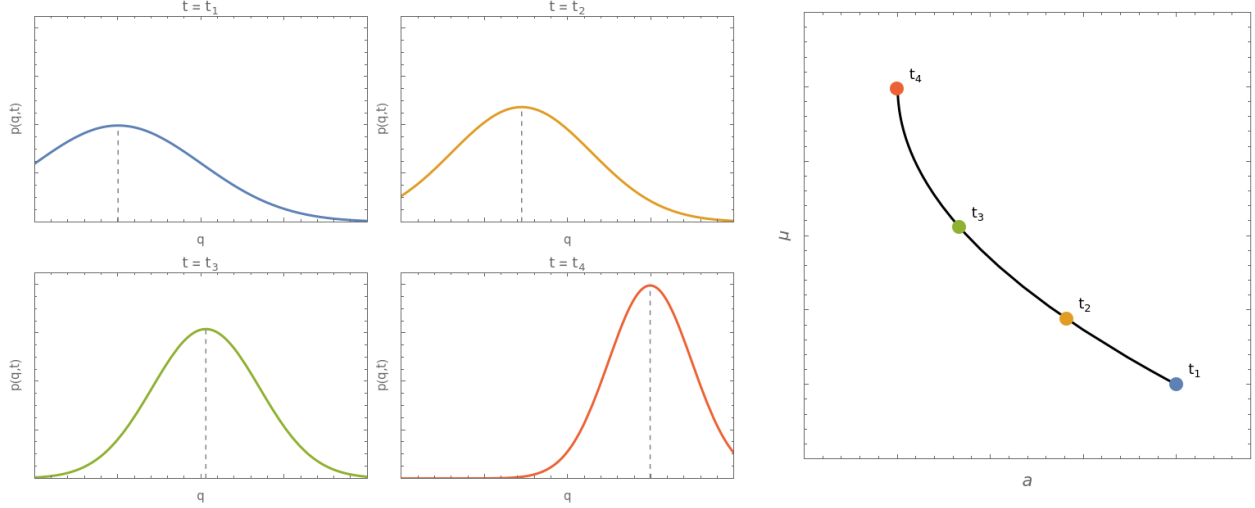 t = t₁
p(q,t)
q
t = t₂
p(q,t)
q
t = t₃
p(q,t)
q
t = t₄
p(q,t)
q
μ
t₄
t₃
t₂
t₁
a